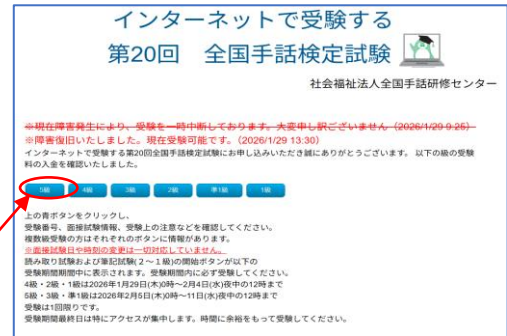 インターネットで受験する
第20回 全国手話検定試験
社会福祉法人全国手話研修センター
※現在障害発生により、受験を一時中断しております。大変申し訳ございません（2026/1/29 9:25）
※障害復旧いたしました。現在受験可能です。（2026/1/29 13:30）
インターネットで受験する第20回全国手話検定試験にお申し込みいただき誠にありがとうございます。 以下の級の受験
料の入金を確認いたしました。
5級 4級 3級 2級 準1級 1級
上の青ボタンをクリックし、
受験番号、面接試験情報、受験上の注意などを確認してください。
複数級受験の方はそれぞれのボタンに情報があります。
※面接試験日や時刻の変更は一切対応していません。
読み取り試験および筆記試験(２～１級)の開始ボタンが以下の
受験期間期間中に表示されます。受験期間内に必ず受験してください。
4級・2級・1級は2026年1月29日(木)0時～2月4日(水)夜中の12時まで
5級・3級・準1級は2026年2月5日(木)0時～11日(水)夜中の12時まで
受験は1回限りです。
受験期間最終日は特にアクセスが集中します。時間に余裕をもって受験してください。